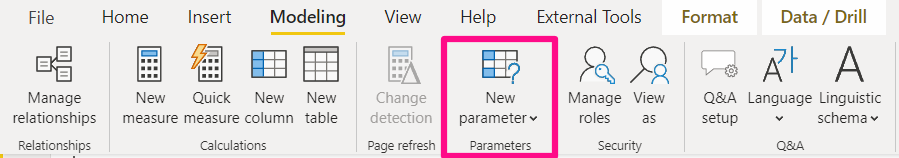 File Home Insert Modeling View Help External Tools Format Data / Drill
Manage relationships
New measure
Quick measure
New column
New table
Change detection
New parameter
Manage roles
View as
Q&A setup
Language
Linguistic schema
Relationships Calculations Page refresh Parameters Security Q&A